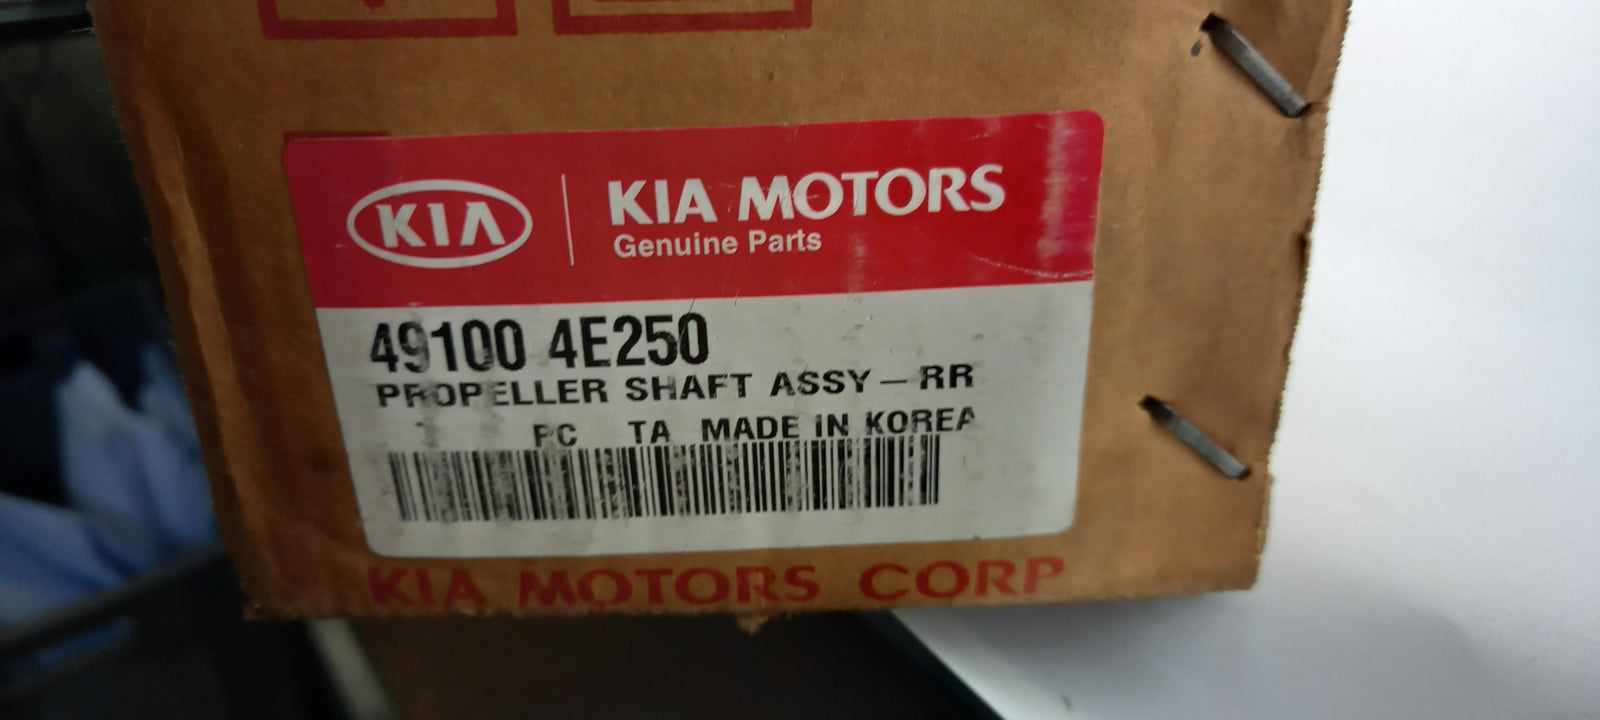 KIA
KIA MOTORS
Genuine Parts
49100 4E250
PROPELLER SHAFT ASSY - RR
PC TA MADE IN KOREA
KIA MOTORS CORP